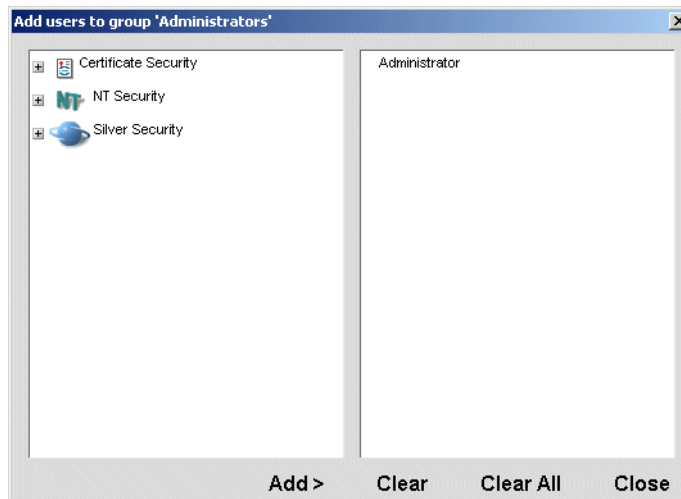 Add users to group 'Administrators'
Certificate Security
NT Security
Silver Security
Administrator
Add > Clear Clear All Close